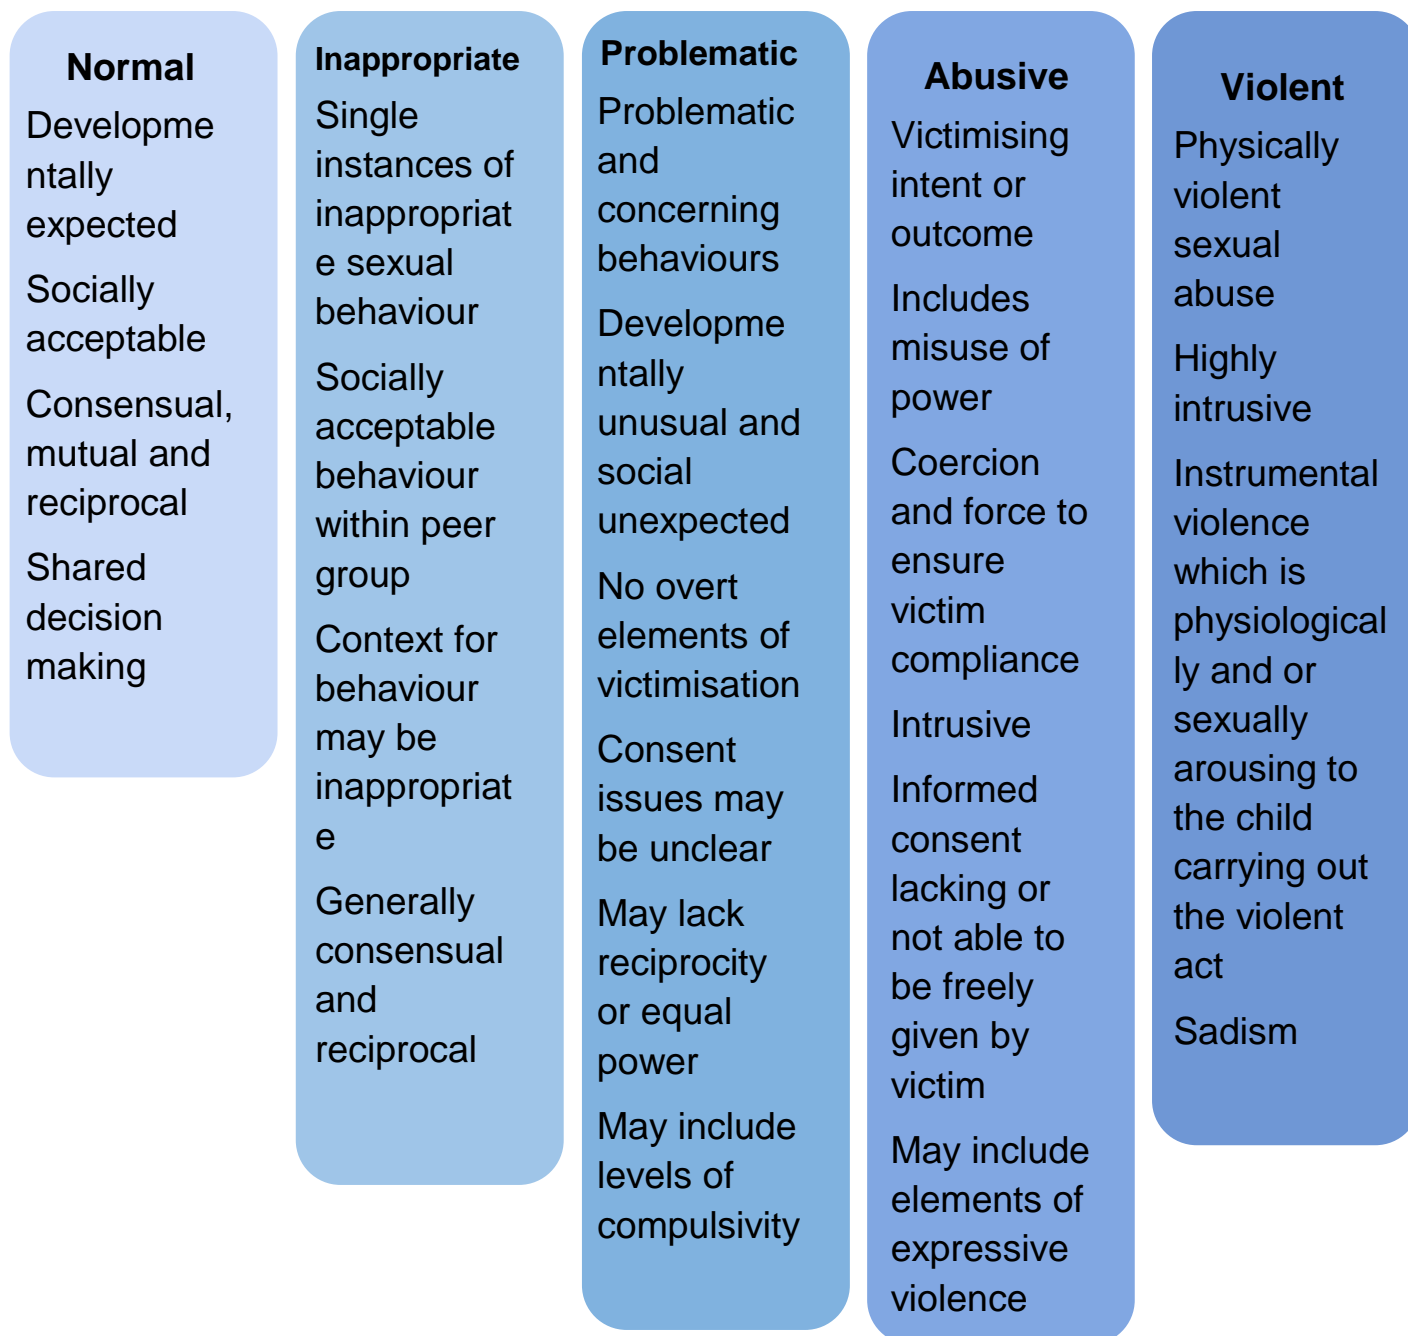 Normal
Developme
ntally
expected
Socially
acceptable
Consensual,
mutual and
reciprocal
Shared
decision
making
Inappropriate
Single
instances of
inappropriat
e sexual
behaviour
Socially
acceptable
behaviour
within peer
group
Context for
behaviour
may be
inappropriat
e
Generally
consensual
and
reciprocal
Problematic
Problematic
and
concerning
behaviours
Developme
ntally
unusual and
social
unexpected
No overt
elements of
victimisation
Consent
issues may
be unclear
May lack
reciprocity
or equal
power
May include
levels of
compulsivity
Abusive
Victimising
intent or
outcome
Includes
misuse of
power
Coercion
and force to
ensure
victim
compliance
Intrusive
Informed
consent
lacking or
not able to
be freely
given by
victim
May include
elements of
expressive
violence
Violent
Physically
violent
sexual
abuse
Highly
intrusive
Instrumental
violence
which is
physiological
ly and or
sexually
arousing to
the child
carrying out
the violent
act
Sadism